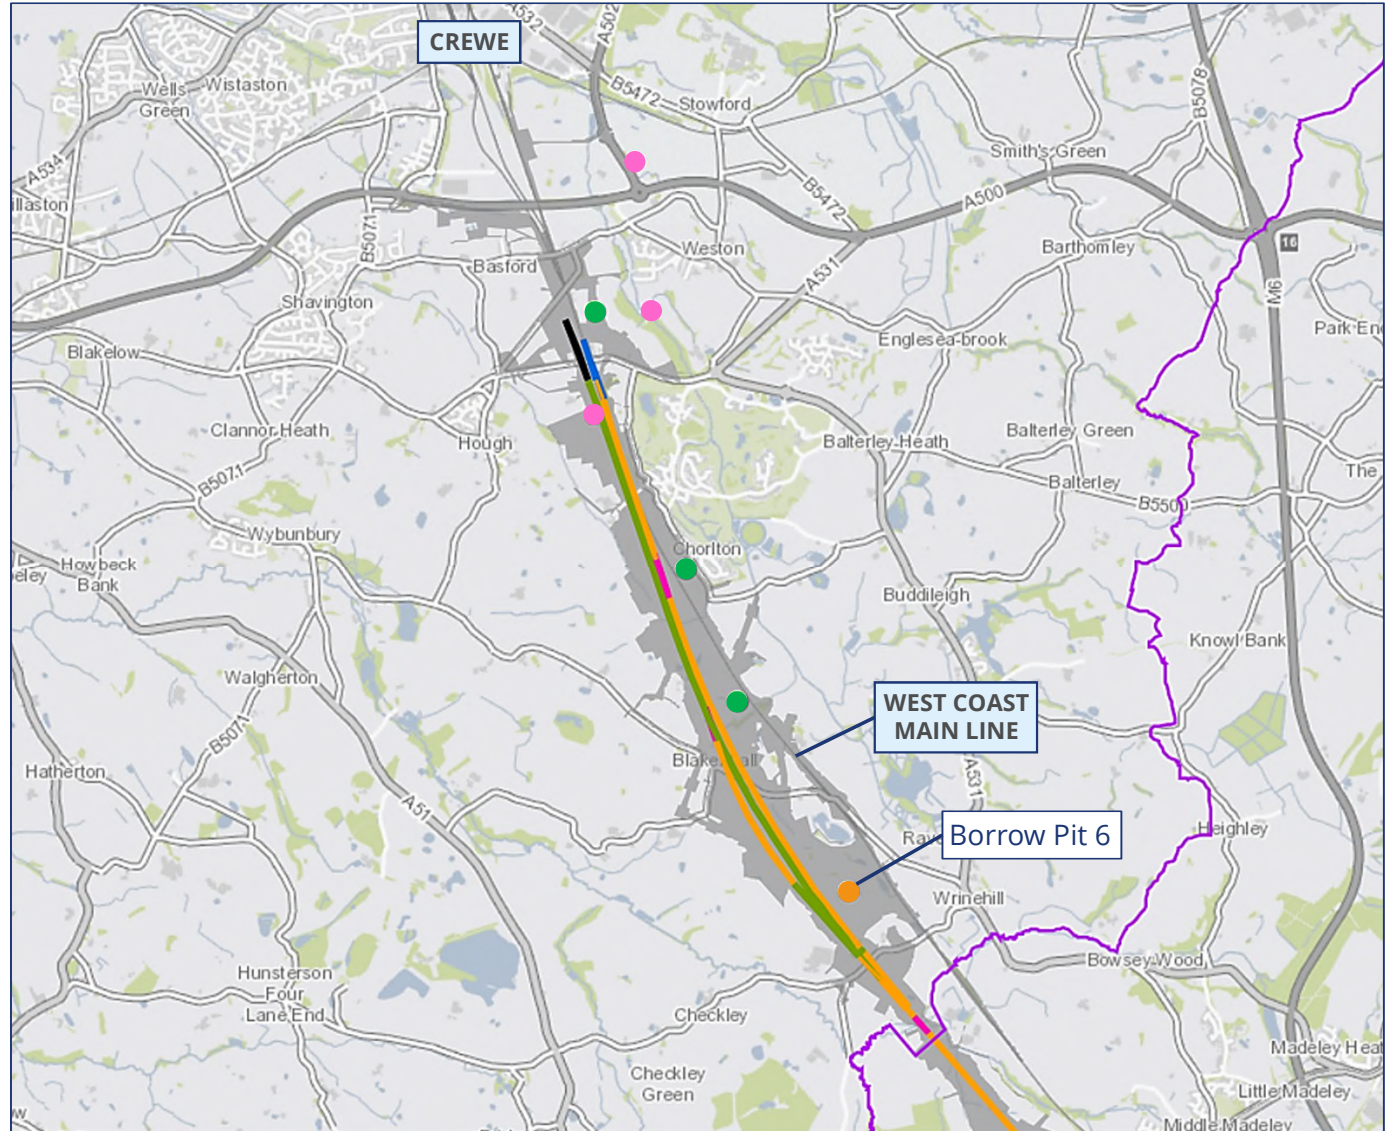 CREWE
A532
A502
Wells
Green
Wistaston
B5472
Stowford
B5078
A534
Smith's Green
illaston
B5071
B5472
A500
Weston
Barthomley
16
Basford
A531
M6
Shavington
Blakelow
Englesea-brook
Clannor Heath
Hough
Balterley Heath
Balterley Green
The
B5071
Balterley
B5500
Wybunbury
Chorlton
Howbeck
Bank
eley
Buddileigh
Knowl Bank
Walgherton
WEST COAST
MAIN LINE
B5071
Hatherton
A531
A51
Heighley
Borrow Pit 6
Wrinehill
Bowsey Wood
Hunsterson
Four
Lane End
Checkley
Madeley Heat
Checkley
Green
Little Madeley
Middle Madeley